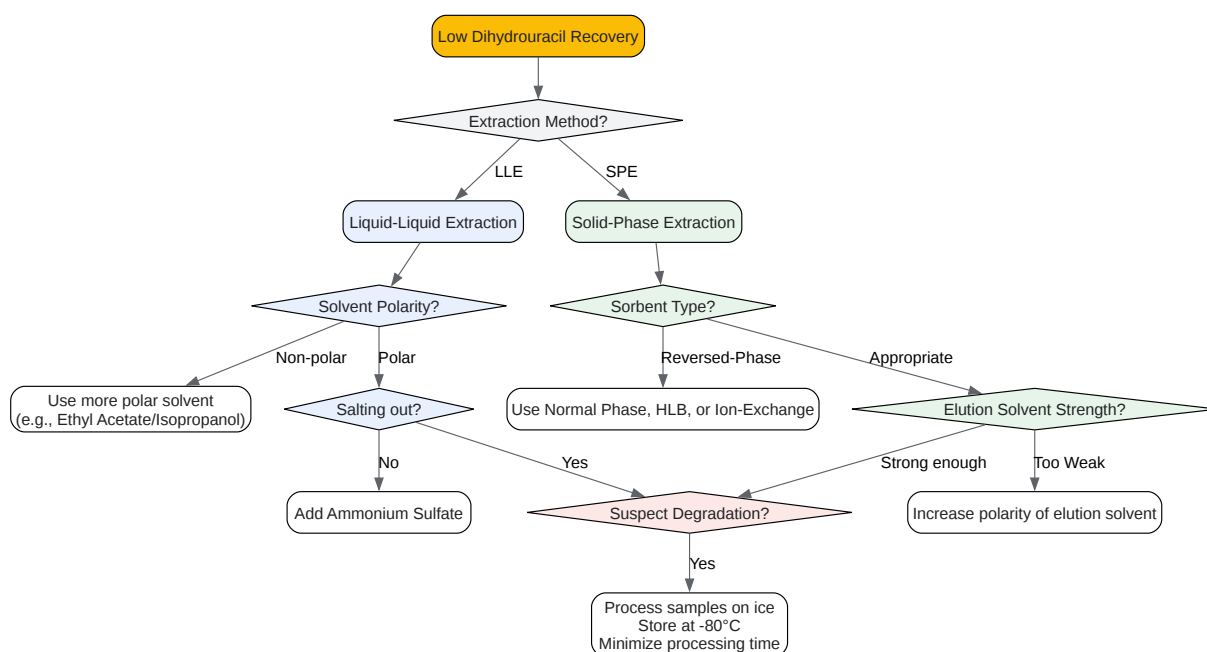 Low Dihydrouracil Recovery
Extraction Method?
LLE
SPE
Liquid-Liquid Extraction
Solid-Phase Extraction
Solvent Polarity?
Sorbent Type?
Non-polar
Polar
Reversed-Phase
Appropriate
Use more polar solvent
(e.g., Ethyl Acetate/Isopropanol)
Salting out?
Use Normal Phase, HLB, or Ion-Exchange
Elution Solvent Strength?
No
Yes
Strong enough
Too Weak
Add Ammonium Sulfate
Suspect Degradation?
Increase polarity of elution solvent
Yes
Process samples on ice
Store at -80°C
Minimize processing time